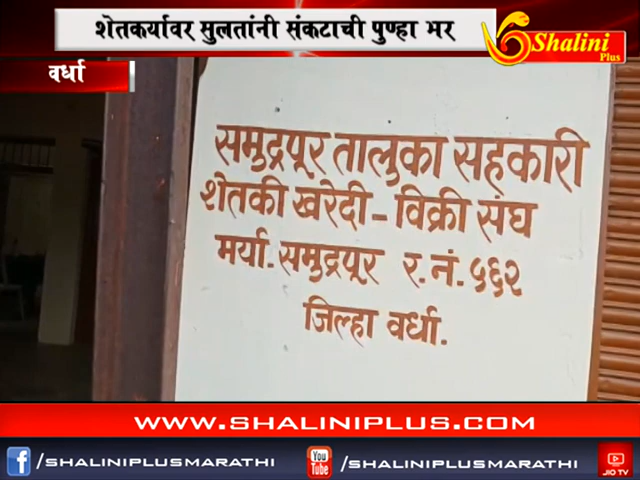 शेतकर्यावर सुलतांनी संकटाची पुण्हा भर
Shalini
Plus
वर्धा
समुद्रपूर तालुका सहकारी
शेतकी खरेदी - विक्री संघ
मर्या. समुद्रपूर र. नं. ५६२
जिल्हा वर्धा.
WWW.SHALINIPLUS.COM
f /SHALINIPLUSMARATHI You Tube /SHALINIPLUSMARATHI JIO TV